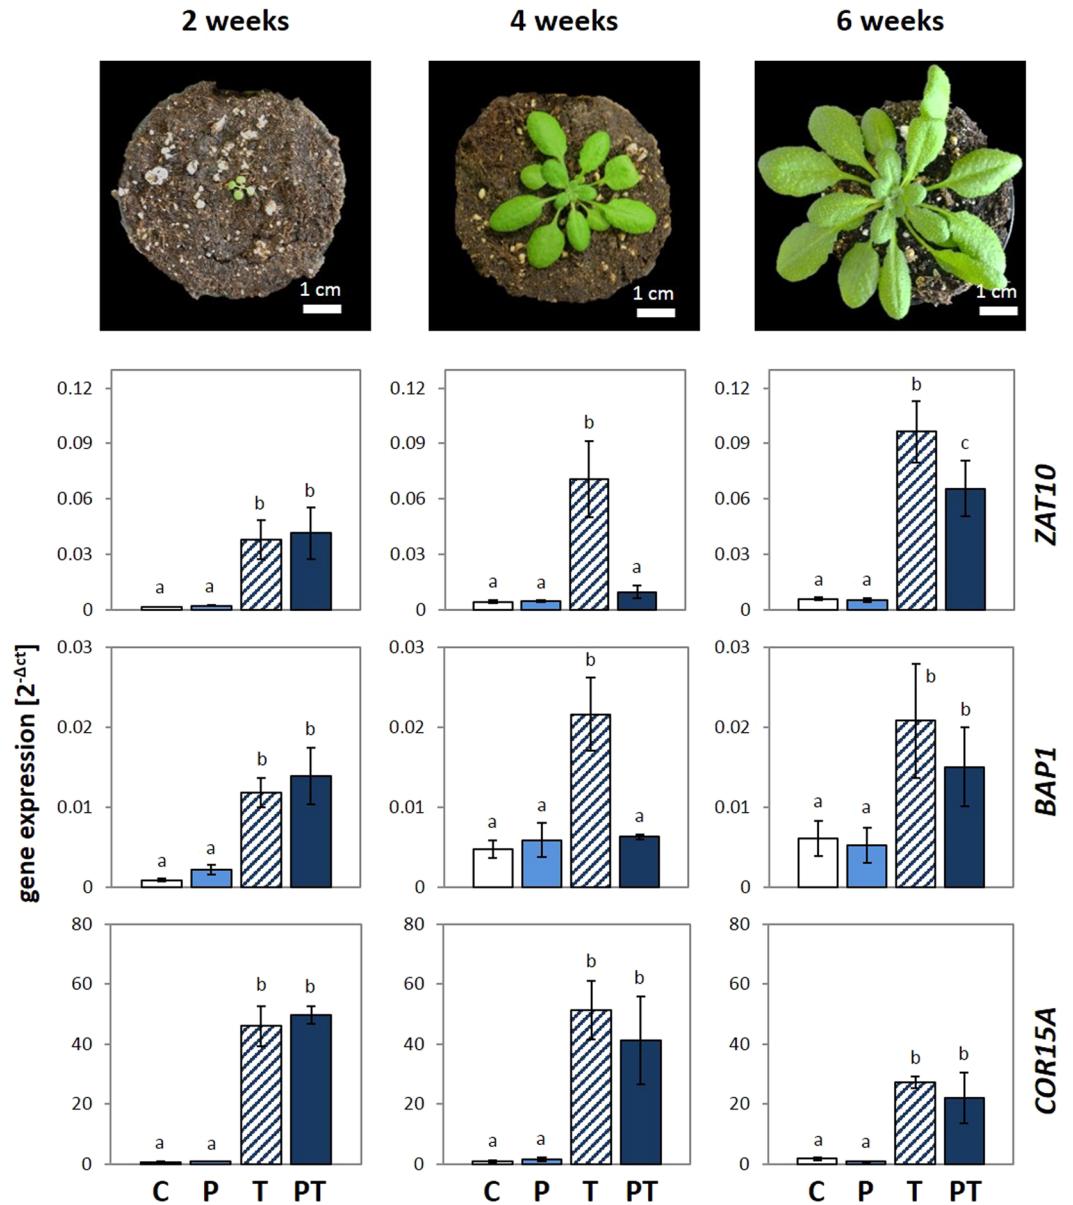 2 weeks 4 weeks 6 weeks
1 cm 1 cm 1 cm
0.12 0.12 0.12
b b
0.09 0.09 0.09
c
b b
0.06 0.06 0.06
ZAT10
0.03 0.03 0.03
a a a a a a a
0 0 0
0.03 0.03 0.03
b b
b b
0.02 0.02 0.02
b
BAP1
0.01 0.01 0.01
a a a a a a a
0 0 0
gene expression [2-Δct]
80 80 80
60 60 60
b b b b
40 40 40
COR15A
b b
20 20 20
a a a a a a
0 0 0
C P T PT C P T PT C P T PT